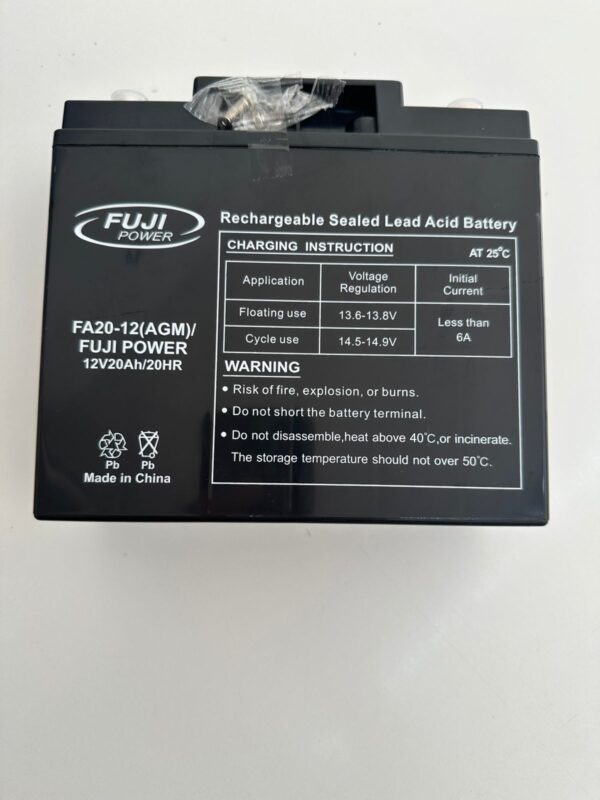 FUJI
POWER
FA20-12(AGM)/
FUJI POWER
12V20Ah/20HR
Pb Pb
Made in China
Rechargeable Sealed Lead Acid Battery
CHARGING INSTRUCTION AT 25°C
Application Voltage Regulation Initial Current
Floating use 13.6-13.8V Less than 6A
Cycle use 14.5-14.9V
WARNING
• Risk of fire, explosion, or burns.
• Do not short the battery terminal.
• Do not disassemble,heat above 40°C,or incinerate.
The storage temperature should not over 50°C.